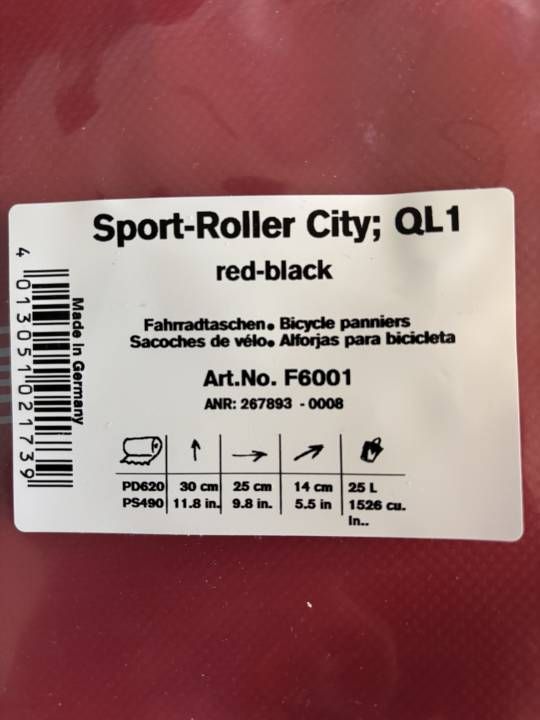 Sport-Roller City; QL1
red-black
Fahrradtaschen. Bicycle panniers
Sacoches de vélo. Alforjas para bicicleta
Art.No. F6001
ANR: 267893 - 0008
PD620 30 cm 25 cm 14 cm 25 L
PS490 11.8 in. 9.8 in. 5.5 in 1526 cu.
In..
Made in Germany
4 013051 021739